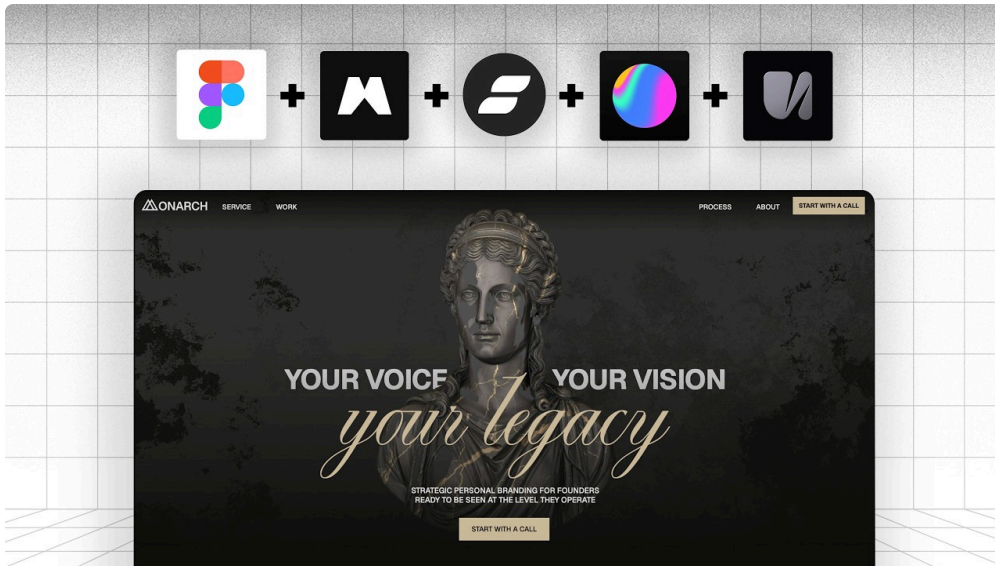 MONARCH SERVICE WORK PROCESS ABOUT START WITH A CALL
YOUR VOICE YOUR VISION
your legacy
STRATEGIC PERSONAL BRANDING FOR FOUNDERS
READY TO BE SEEN AT THE LEVEL THEY OPERATE
START WITH A CALL